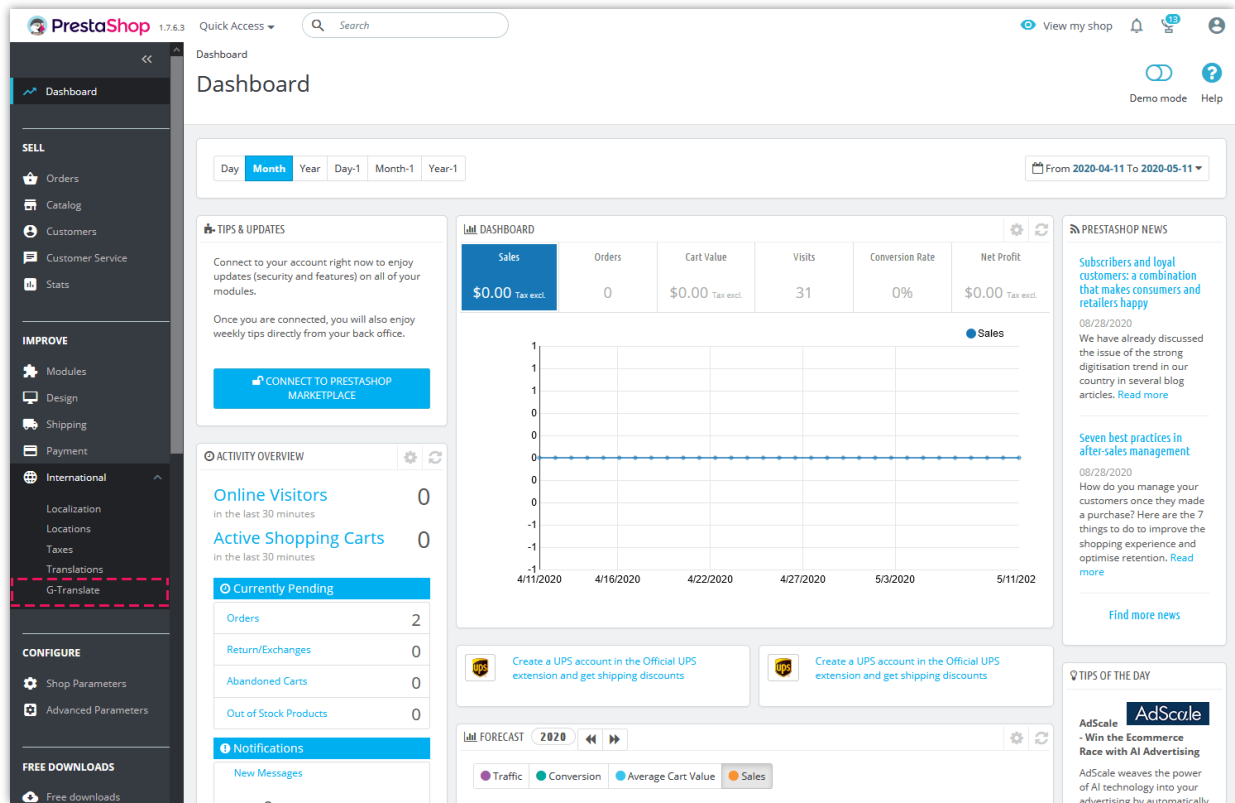 PrestaShop 1.7.6.3 Quick Access Search View my shop 13
Dashboard
Dashboard
Demo mode Help
Dashboard
SELL
Orders
Catalog
Customers
Customer Service
Stats
IMPROVE
Modules
Design
Shipping
Payment
International
Localization
Locations
Taxes
Translations
G-Translate
CONFIGURE
Shop Parameters
Advanced Parameters
FREE DOWNLOADS
Free downloads
Day Month Year Day-1 Month-1 Year-1
From 2020-04-11 To 2020-05-11
TIPS & UPDATES
Connect to your account right now to enjoy
updates (security and features) on all of your
modules.
Once you are connected, you will also enjoy
weekly tips directly from your back office.
CONNECT TO PRESTASHOP
MARKETPLACE
ACTIVITY OVERVIEW
Online Visitors 0
in the last 30 minutes
Active Shopping Carts 0
in the last 30 minutes
Currently Pending
Orders 2
Return/Exchanges 0
Abandoned Carts 0
Out of Stock Products 0
Notifications
New Messages
DASHBOARD
Sales Orders Cart Value Visits Conversion Rate Net Profit
$0.00 Tax excl. 0 $0.00 Tax excl. 31 0% $0.00 Tax excl.
Sales
1
1
1
0
0
0
0
0
-1
-1
-1
4/11/2020 4/16/2020 4/22/2020 4/27/2020 5/3/2020 5/11/202
ups
Create a UPS account in the Official UPS
extension and get shipping discounts
ups
Create a UPS account in the Official UPS
extension and get shipping discounts
FORECAST 2020
Traffic Conversion Average Cart Value Sales
PRESTASHOP NEWS
Subscribers and loyal
customers: a combination
that makes consumers and
retailers happy
08/28/2020
We have already discussed
the issue of the strong
digitisation trend in our
country in several blog
articles. Read more
Seven best practices in
after-sales management
08/28/2020
How do you manage your
customers once they made
a purchase? Here are the 7
things to do to improve the
shopping experience and
optimise retention. Read
more
Find more news
TIPS OF THE DAY
AdScale
AdScale
- Win the Ecommerce
Race with AI Advertising
AdScale weaves the power
of AI technology into your
advertising by automatically